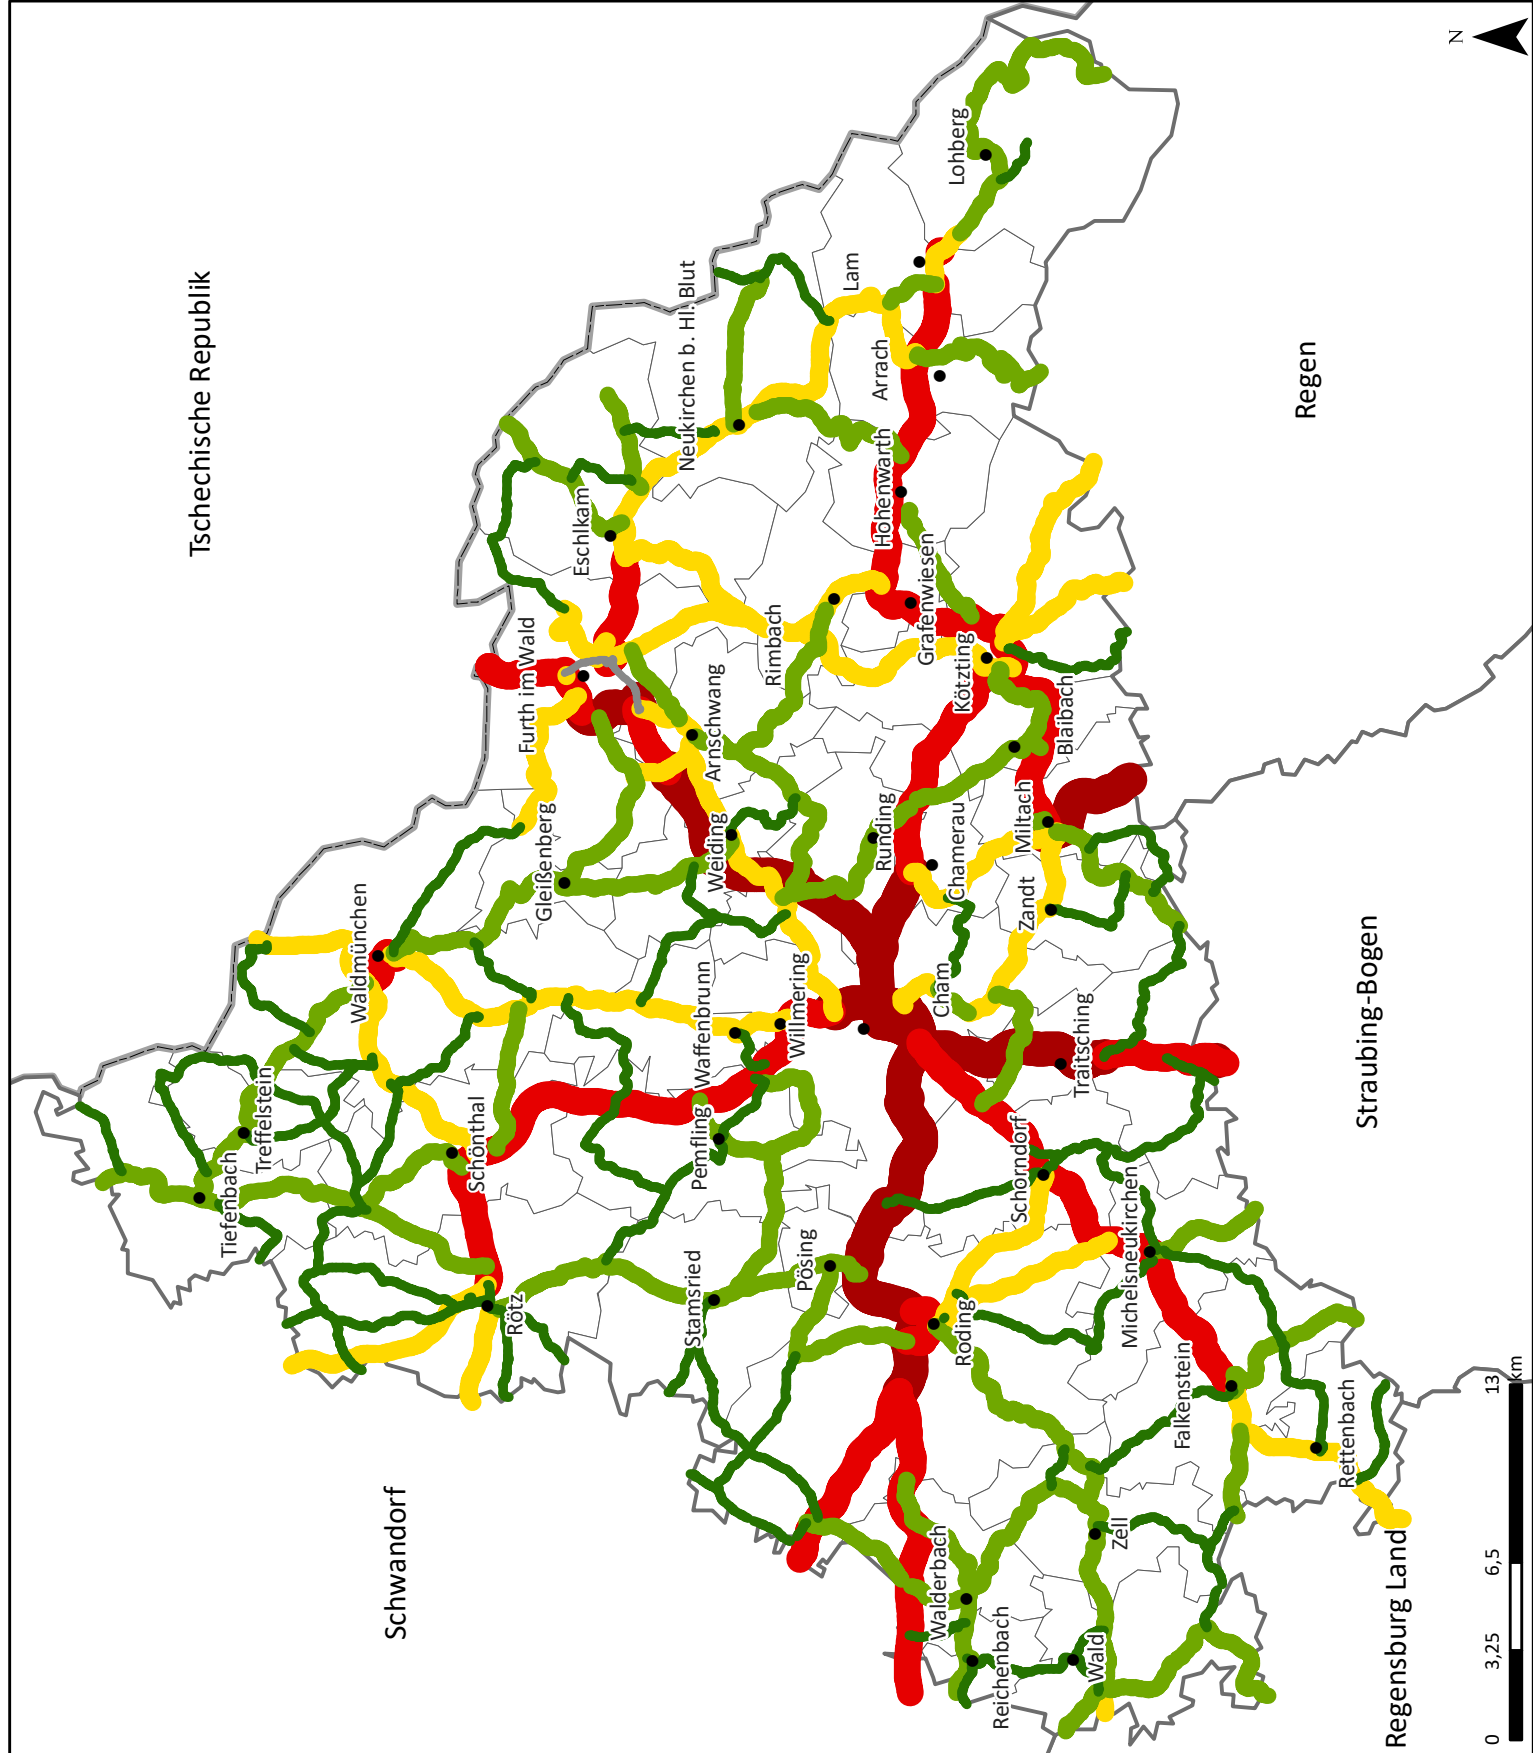 Tschechische Republik
Schwandorf
Regen
Straubing-Bogen
Regensburg Land
Tiefenbach
Treffelstein
Waldmünchen
Gleißenberg
Furth im Wald
Eschlkam
Neukirchen b. Hl. Blut
Lam
Lohberg
Arrach
Hohenwarth
Grafenwiesen
Rimbach
Arnschwang
Kötzting
Blaibach
Weiding
Runding
Chamerau
Miltach
Zandt
Schönthal
Rötz
Waffenbrunn
Willmering
Cham
Pemfling
Traitsching
Stamsried
Pösing
Schorndorf
Roding
Michelsneukirchen
Falkenstein
Rettenbach
Walderbach
Zell
Reichenbach
Wald
N
0 3,25 6,5 13
km